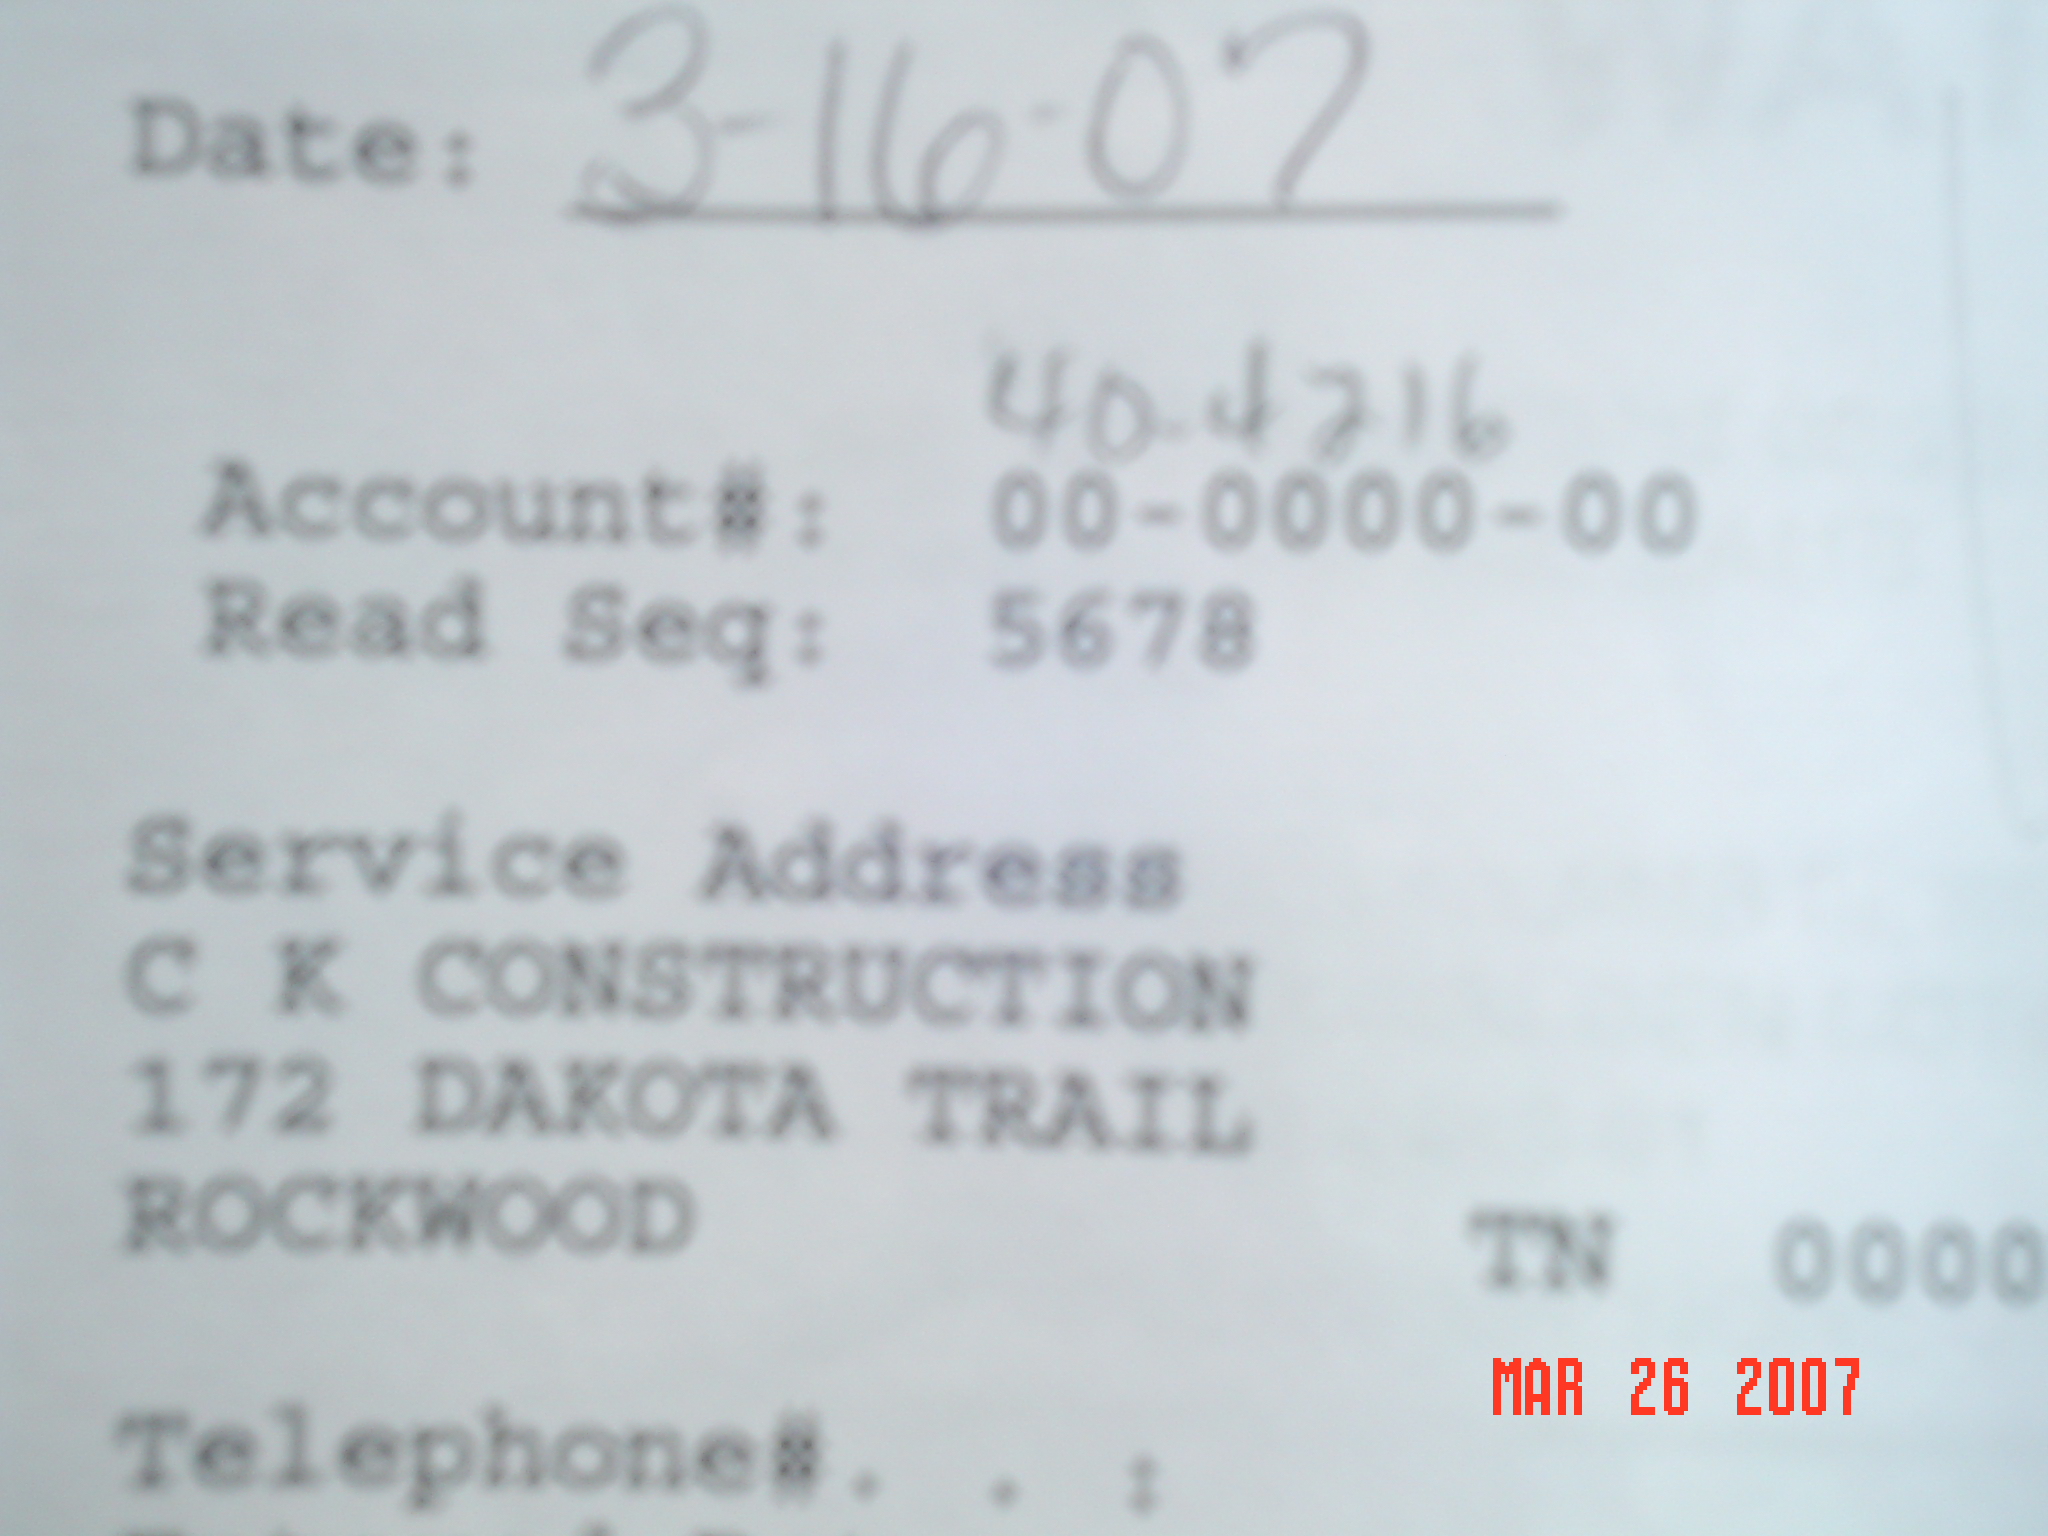 Date: 3-16-07
40-4216
Account#: 00-0000-00
Read Seq: 5678
Service Address
C K CONSTRUCTION
172 DAKOTA TRAIL
ROCKWOOD TN 0000
MAR 26 2007
Telephone#. . :